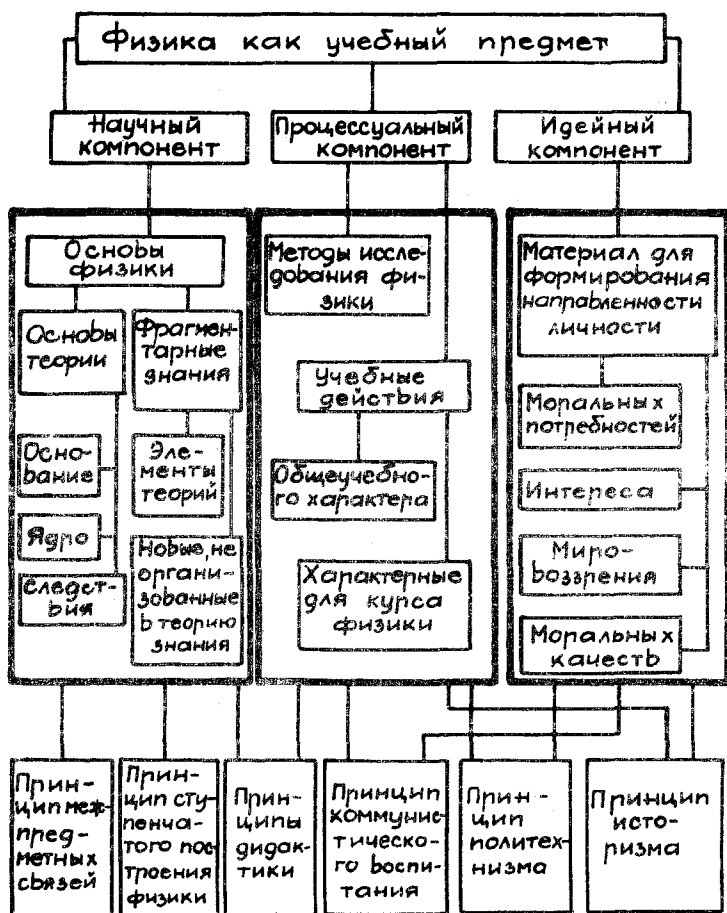 Физика как учебный предмет
Научный
компонент
Процессуальный
компонент
Идейный
компонент
Основы
физики
Основы
теории
Фрагмен-
тарные
знания
Осно-
вание
Ядро
Следст-
вия
Эле-
менты
теорий
Новые, не
органи-
зованные
в теорию
знания
Методы иссле-
дования фи-
зики
Учебные
действия
Общеучебно-
го характера
Характерные
для курса
физики
Материал для
формирования
направленности
личности
Моральных
потребностей
Интереса
Миро-
воззрения
Моральных
качеств
Прин-
цип меж-
пред-
метных
связей
Прин-
цип сту-
пенча-
того пос-
троения
физики
Прин-
ципы
дидак-
тики
Принцип
коммунис-
тическо-
го воспи-
тания
Прин-
цип
политех-
низма
Принцип
исто-
ризма